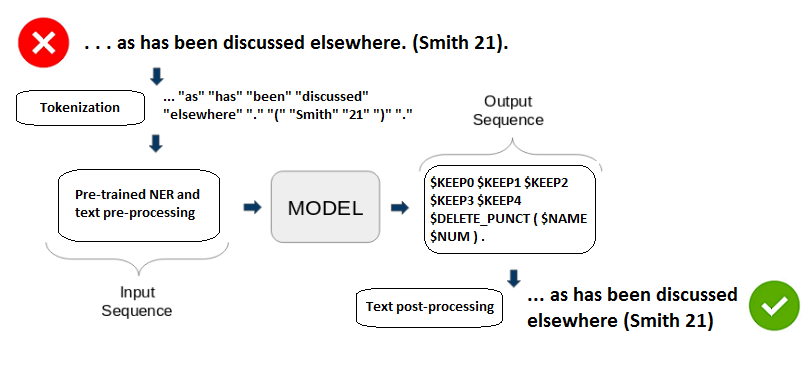 . . . as has been discussed elsewhere. (Smith 21).
Tokenization
... "as" "has" "been" "discussed"
"elsewhere" "." "(" "Smith" "21" ")" "."
Output
Sequence
Pre-trained NER and
text pre-processing
MODEL
$KEEP0 $KEEP1 $KEEP2
$KEEP3 $KEEP4
$DELETE_PUNCT ( $NAME
$NUM ) .
Input
Sequence
Text post-processing
... as has been discussed
elsewhere (Smith 21)